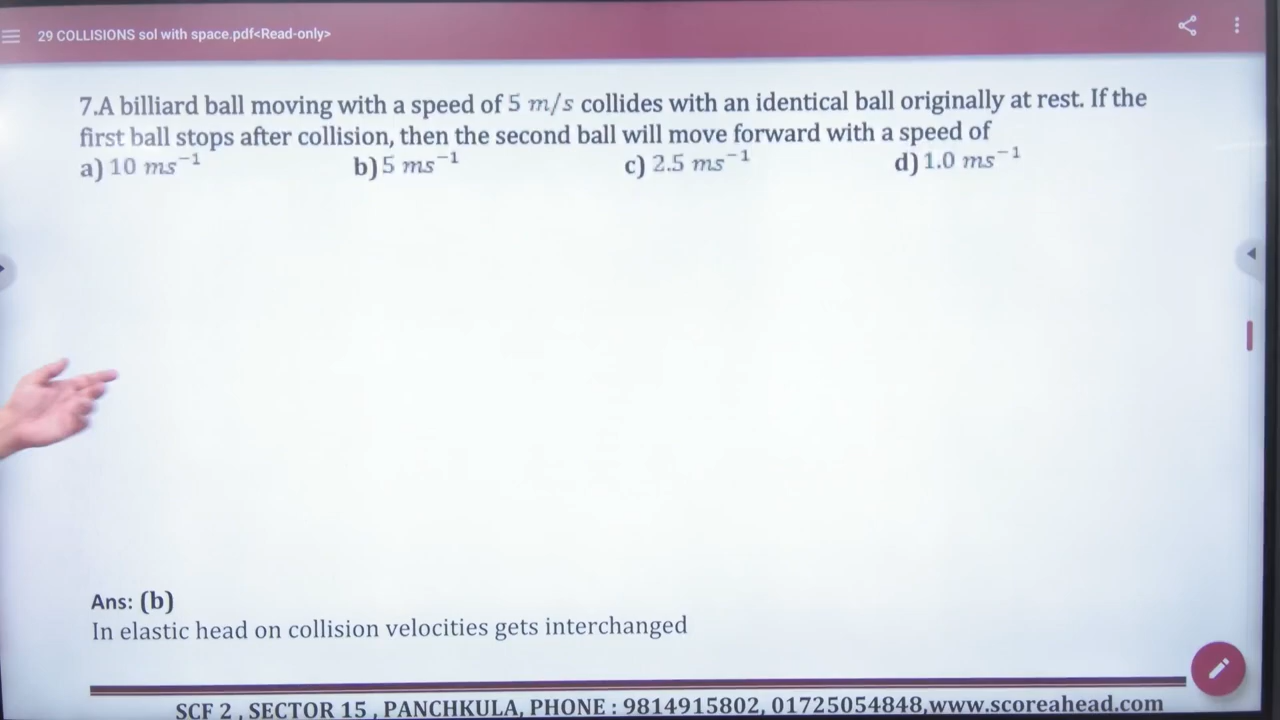 29 COLLISIONS sol with space.pdf<Read-only>
7.A billiard ball moving with a speed of 5 m/s collides with an identical ball originally at rest. If the
first ball stops after collision, then the second ball will move forward with a speed of
a) 10 ms⁻¹ b) 5 ms⁻¹ c) 2.5 ms⁻¹ d) 1.0 ms⁻¹
Ans: (b)
In elastic head on collision velocities gets interchanged
SCF 2 , SECTOR 15 , PANCHKULA, PHONE : 9814915802, 01725054848,www.scoreahead.com